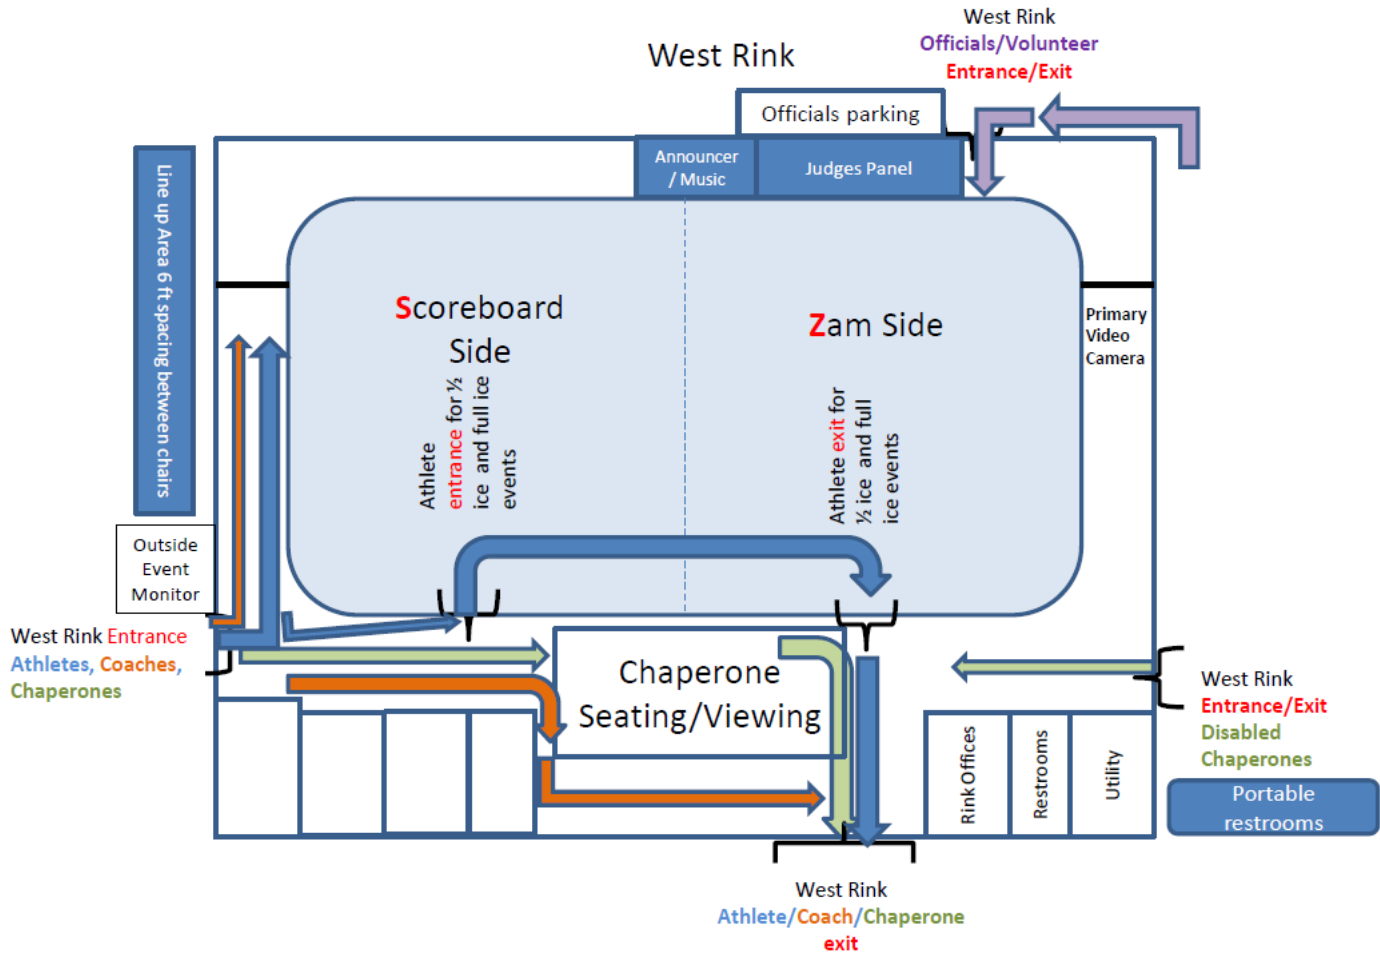 West Rink
Officials/Volunteer
Entrance/Exit
West Rink
Officials parking
Announcer
/ Music
Judges Panel
Line up Area 6 ft spacing between chairs
Scoreboard
Side
Zam Side
Primary
Video
Camera
Athlete
entrance for ½
ice and full ice
events
Athlete exit for
½ ice and full
ice events
Outside
Event
Monitor
West Rink Entrance
Athletes, Coaches,
Chaperones
Chaperone
Seating/Viewing
West Rink
Entrance/Exit
Disabled
Chaperones
Rink Offices
Restrooms
Utility
Portable
restrooms
West Rink
Athlete/Coach/Chaperone
exit